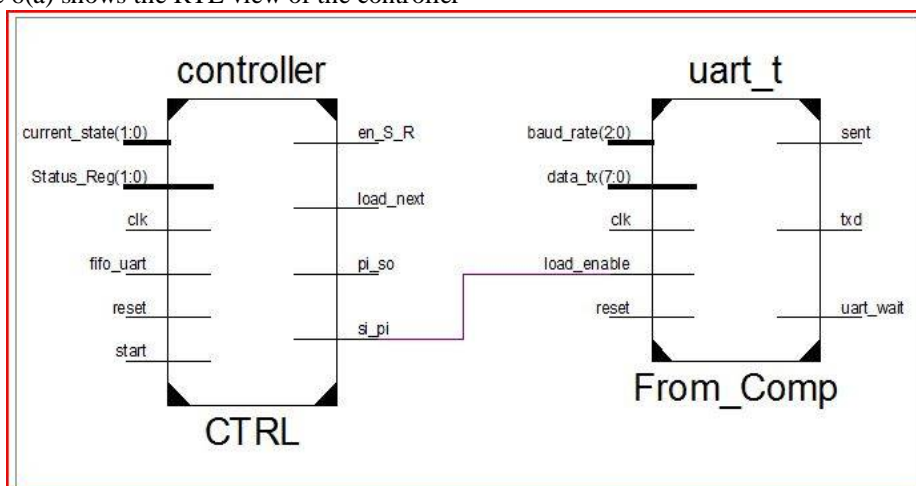 8(a) shows the RTL view of the controller
controller
current_state(1:0)
Status_Reg(1:0)
clk
fifo_uart
reset
start
en_S_R
load_next
pi_so
si_pi
CTRL
uart_t
baud_rate(2:0)
data_tx(7:0)
clk
load_enable
reset
sent
txd
uart_wait
From_Comp